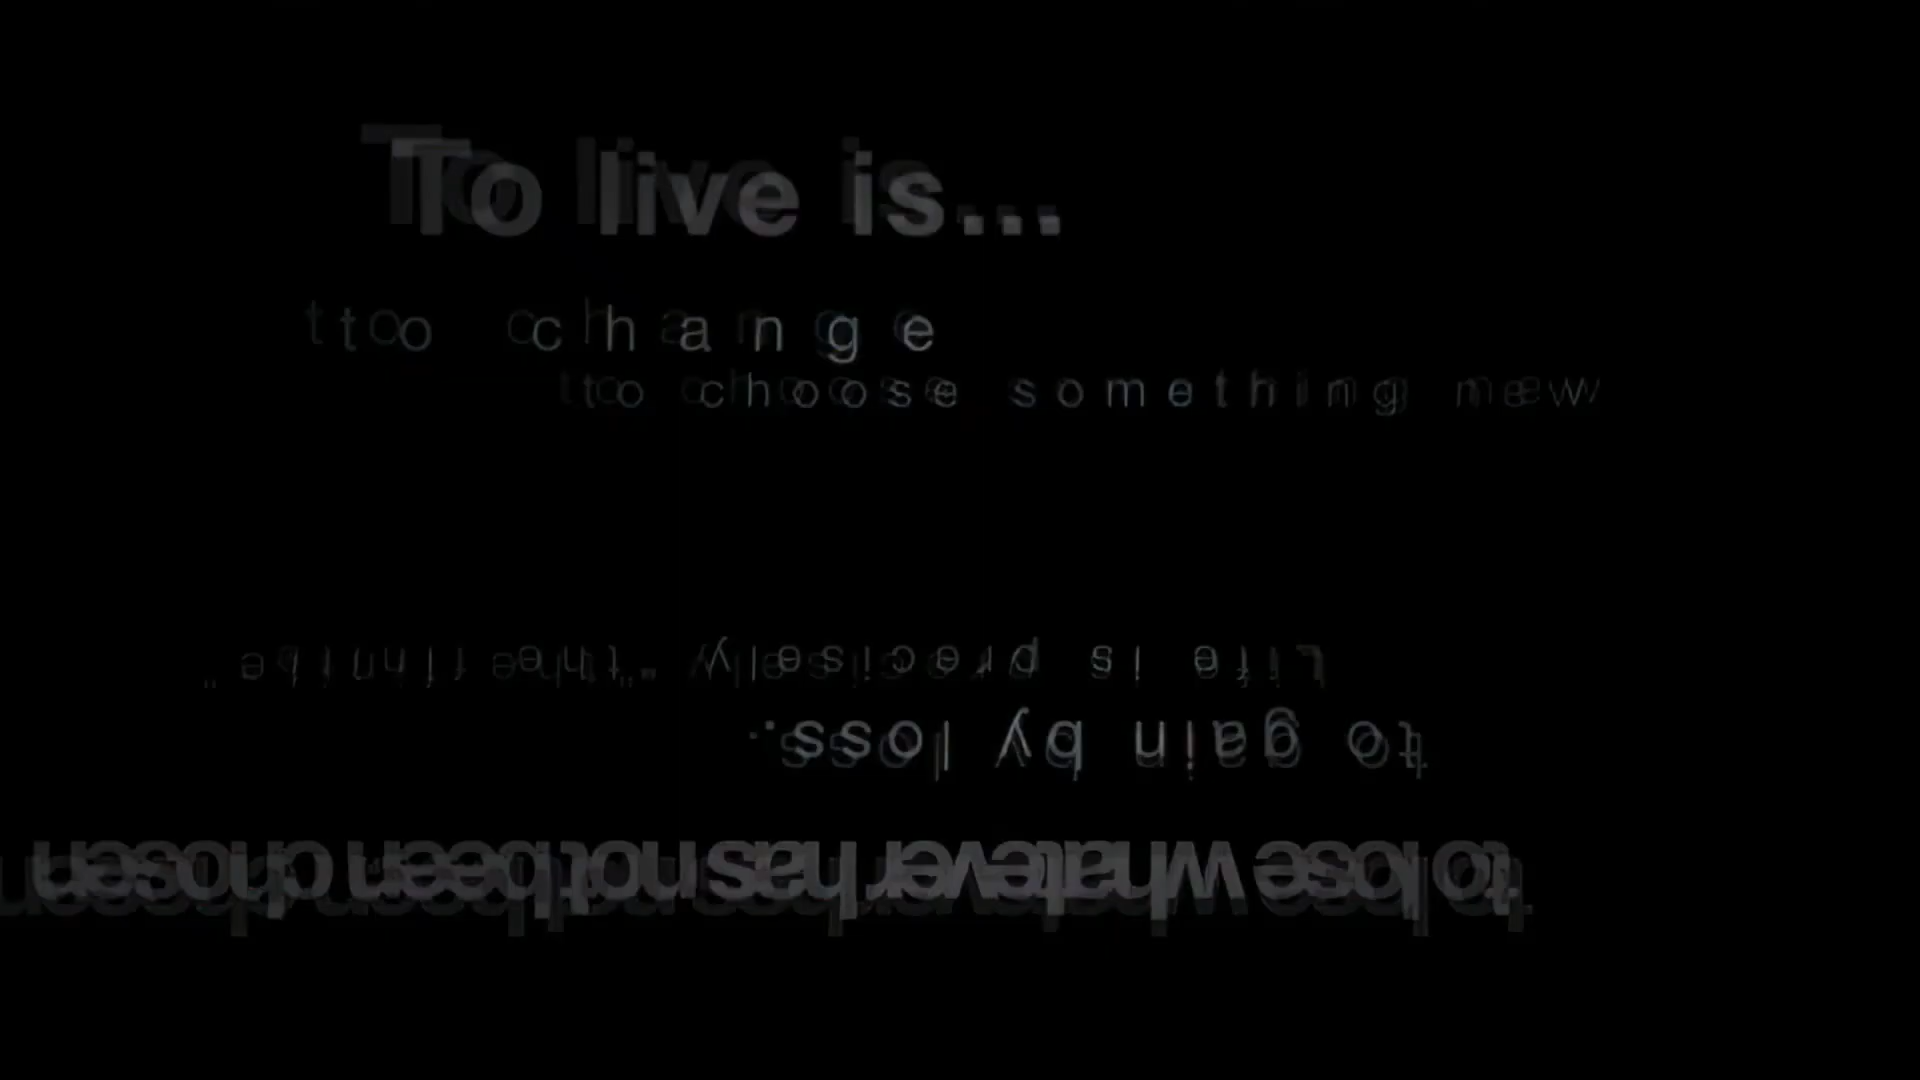 To live is...
to change
to choose something new
to lose whatever has not been chosen
to gain by loss.
Life is precisely "the finite"